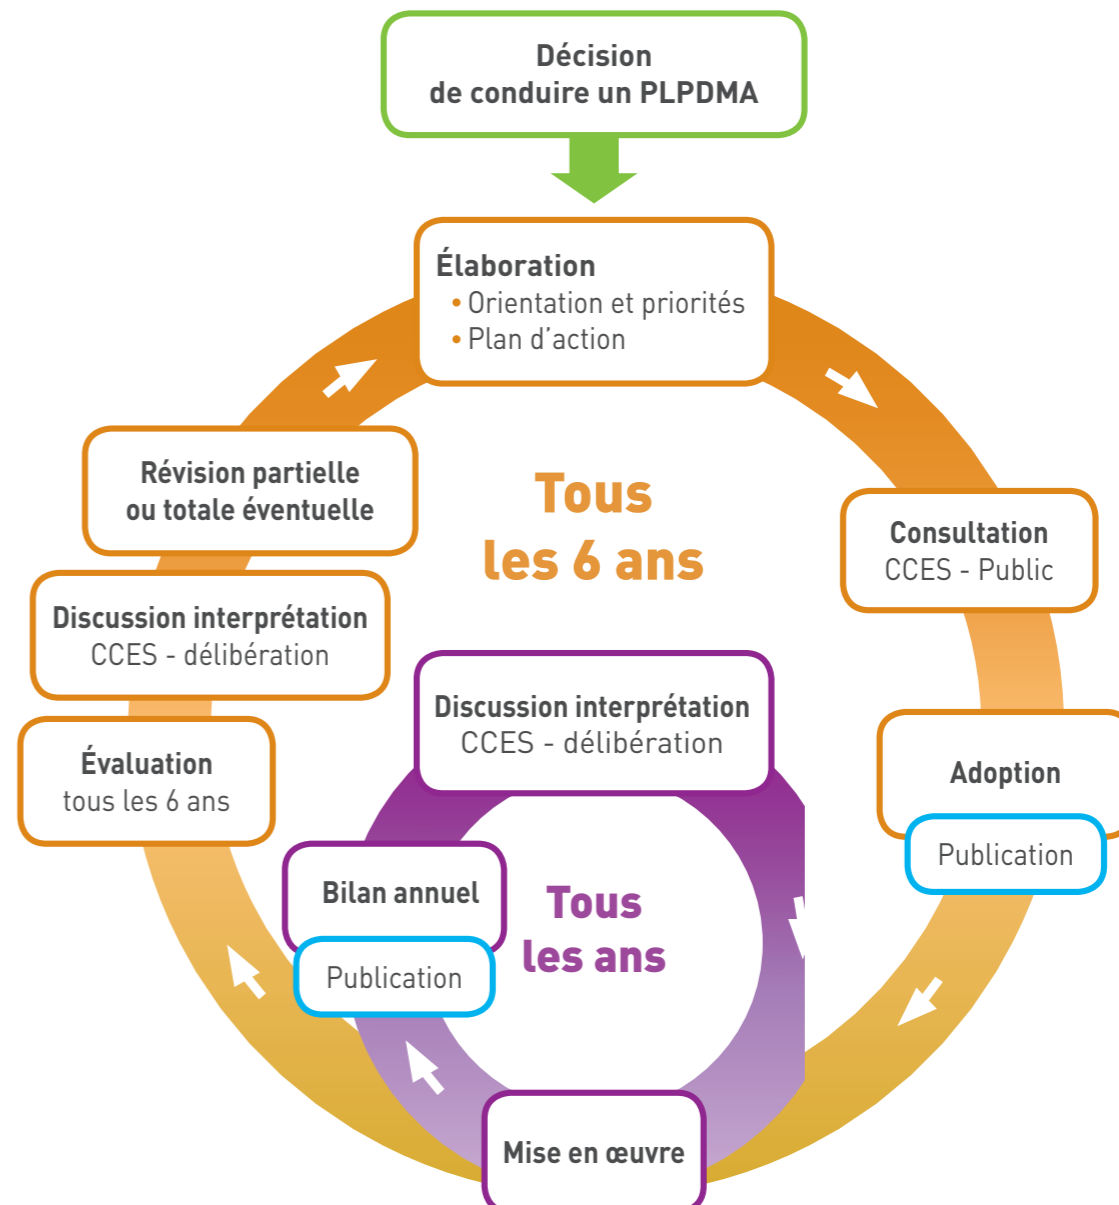 Décision
de conduire un PLPDMA
Élaboration
• Orientation et priorités
• Plan d'action
Révision partielle
ou totale éventuelle
Tous
les 6 ans
Consultation
CCES - Public
Discussion interprétation
CCES - délibération
Discussion interprétation
CCES - délibération
Évaluation
tous les 6 ans
Adoption
Publication
Bilan annuel
Publication
Tous
les ans
Mise en œuvre